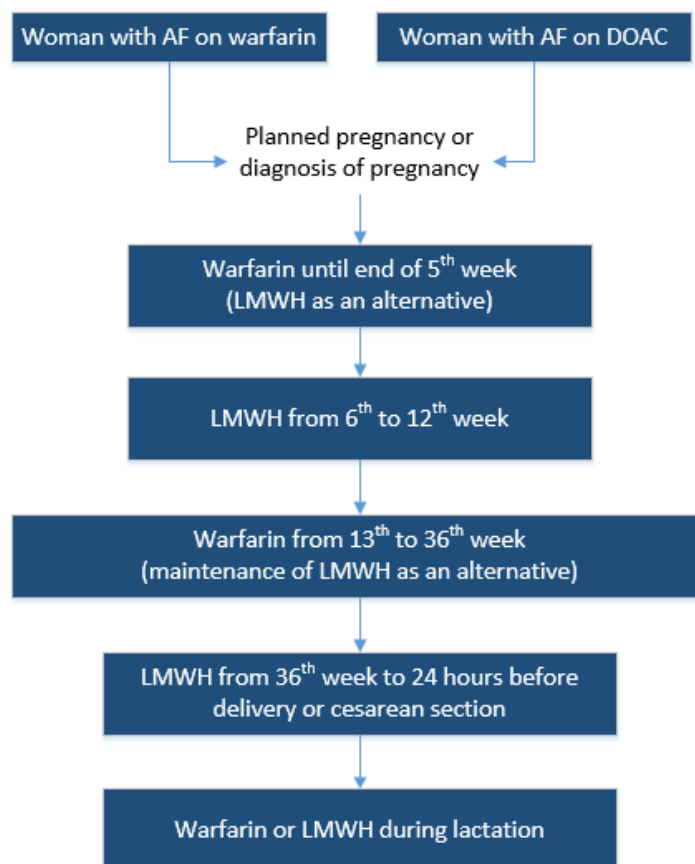 Woman with AF on warfarin
Woman with AF on DOAC
Planned pregnancy or
diagnosis of pregnancy
Warfarin until end of 5th week
(LMWH as an alternative)
LMWH from 6th to 12th week
Warfarin from 13th to 36th week
(maintenance of LMWH as an alternative)
LMWH from 36th week to 24 hours before
delivery or cesarean section
Warfarin or LMWH during lactation